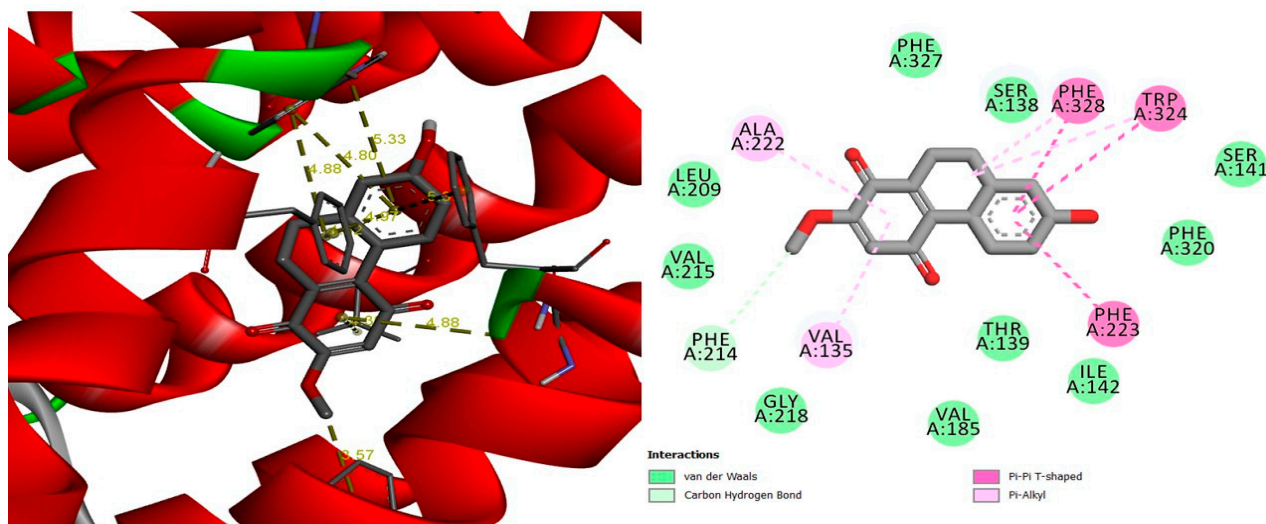 5.33
4.80
4.88
4.97
4.88
3.57
PHE
A:327
SER
A:138
PHE
A:328
TRP
A:324
ALA
A:222
SER
A:141
LEU
A:209
PHE
A:320
VAL
A:215
PHE
A:214
VAL
A:135
THR
A:139
PHE
A:223
ILE
A:142
GLY
A:218
VAL
A:185
Interactions
van der Waals
Carbon Hydrogen Bond
Pi-Pi T-shaped
Pi-Alkyl